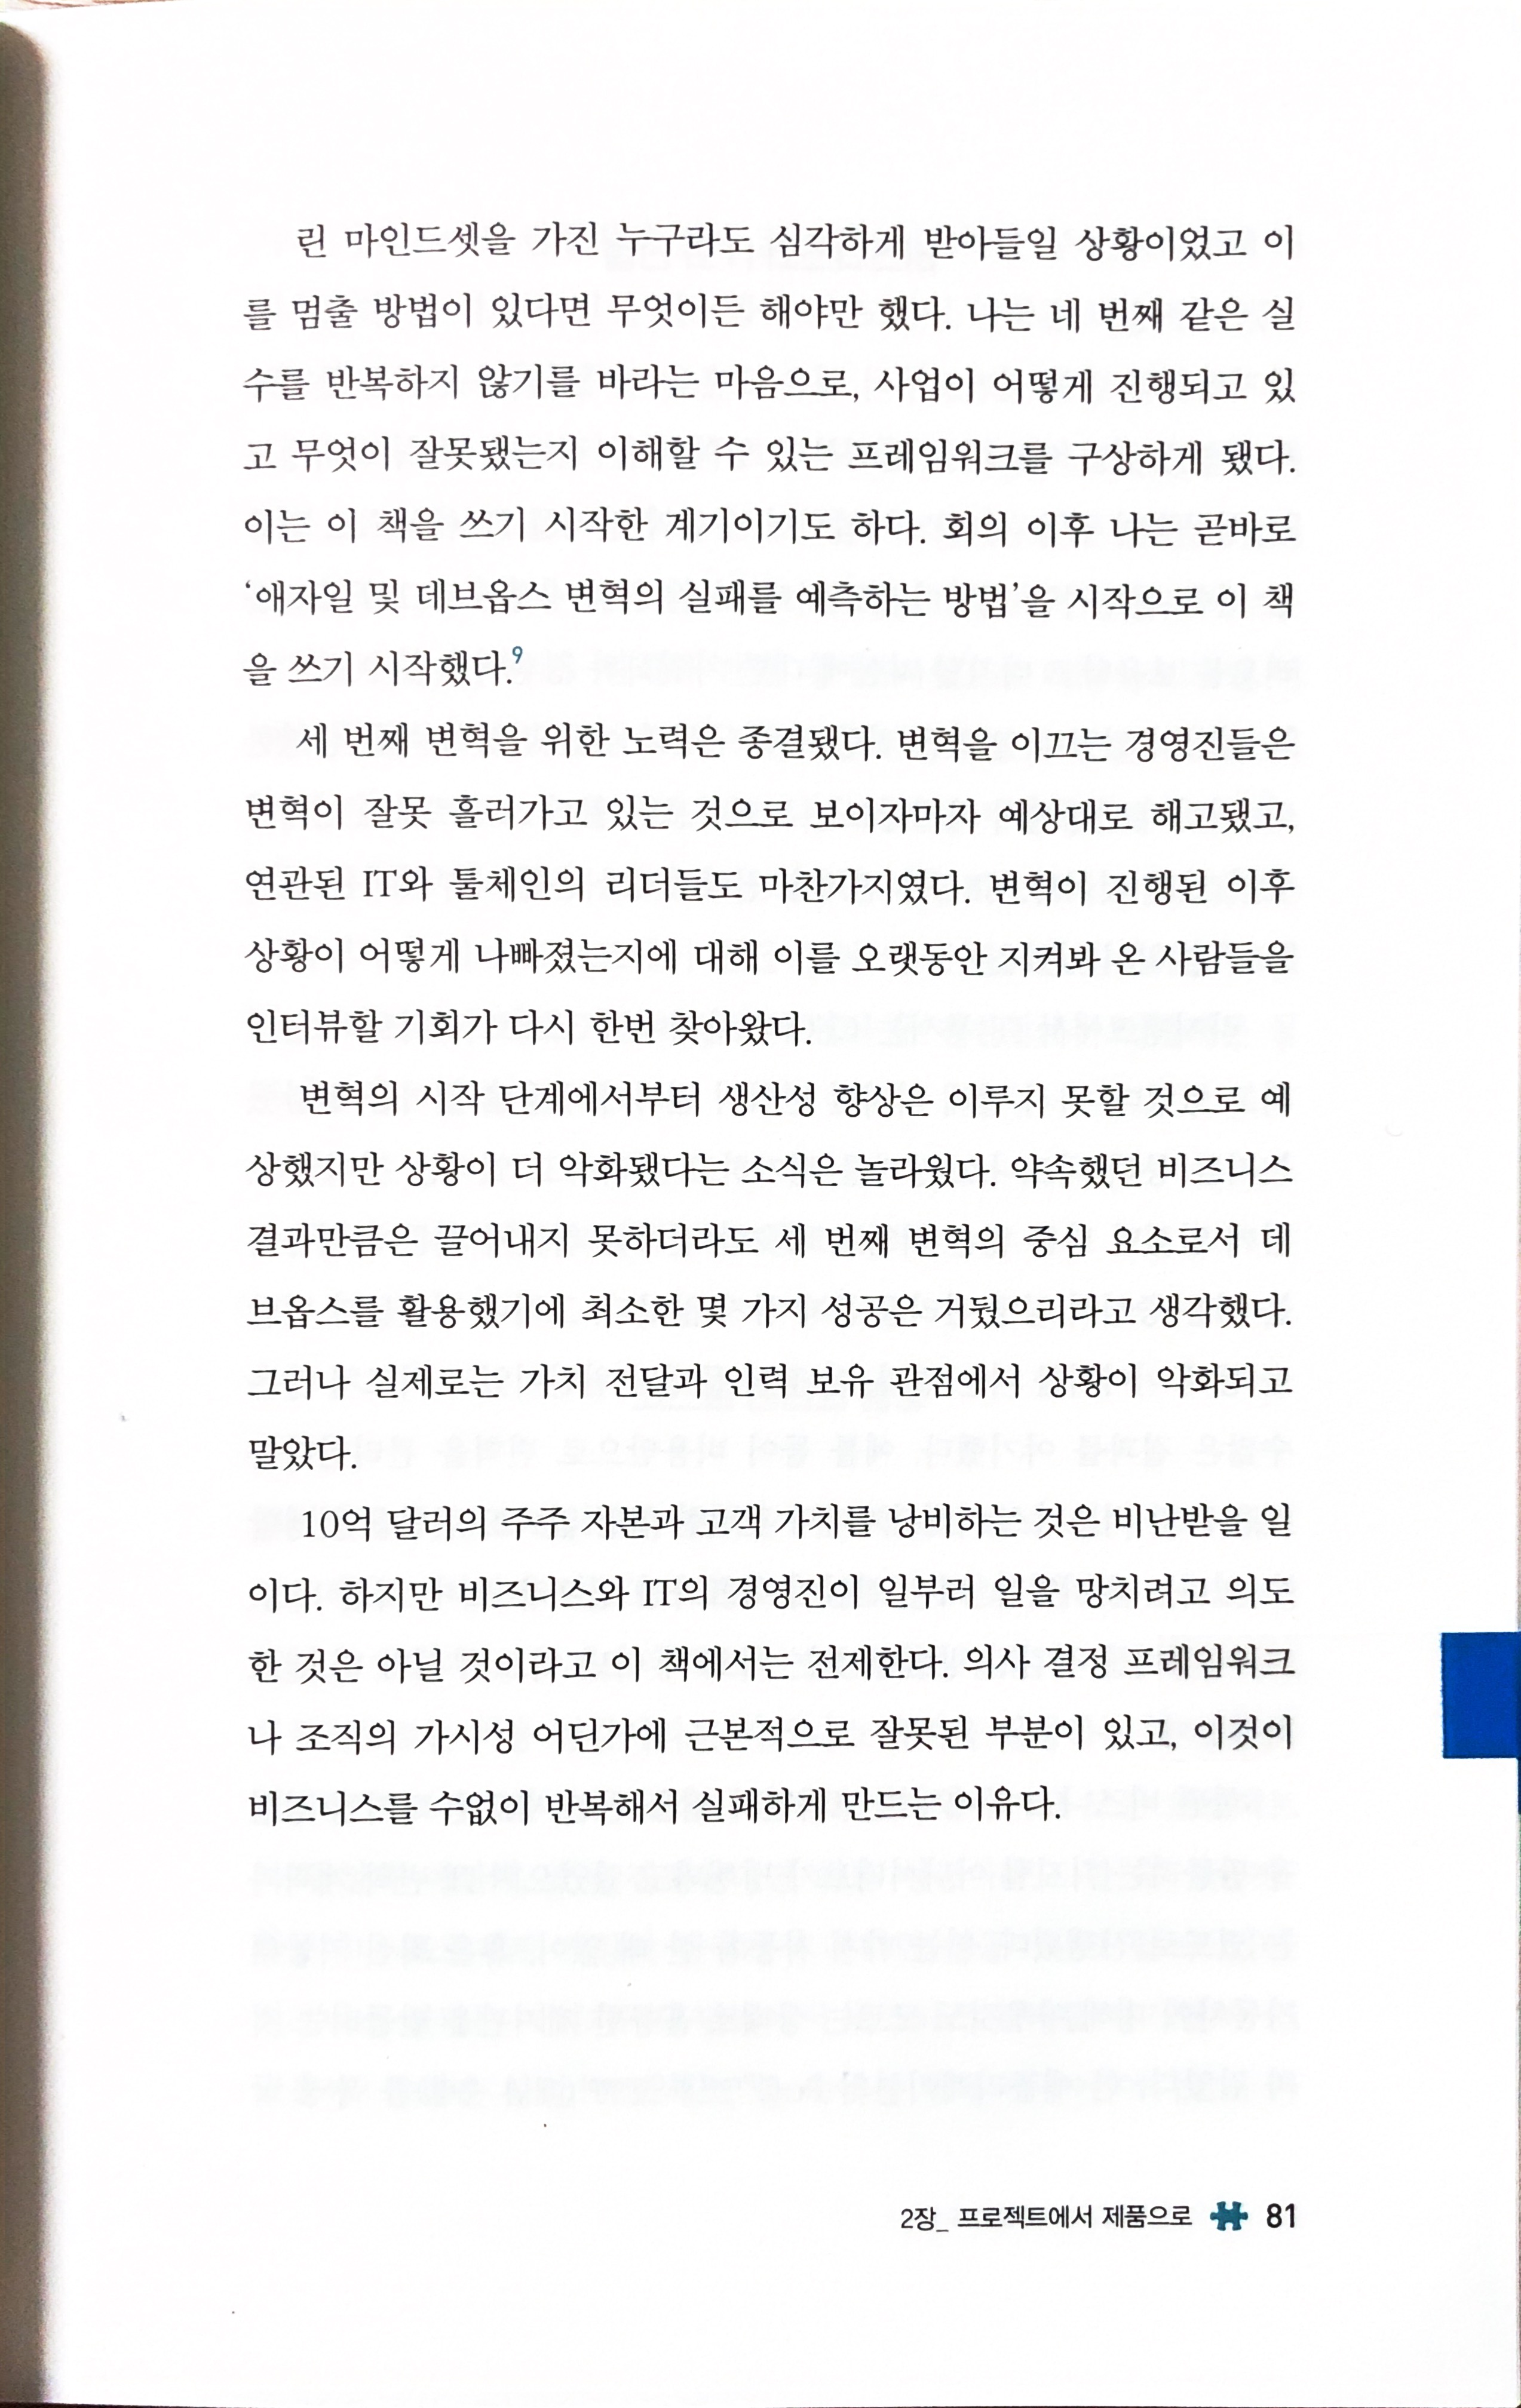 린 마인드셋을 가진 누구라도 심각하게 받아들일 상황이었고 이
를 멈출 방법이 있다면 무엇이든 해야만 했다. 나는 네 번째 같은 실
수를 반복하지 않기를 바라는 마음으로, 사업이 어떻게 진행되고 있
고 무엇이 잘못됐는지 이해할 수 있는 프레임워크를 구상하게 됐다.
이는 이 책을 쓰기 시작한 계기이기도 하다. 회의 이후 나는 곧바로
‘애자일 및 데브옵스 변혁의 실패를 예측하는 방법’을 시작으로 이 책
을 쓰기 시작했다.9
세 번째 변혁을 위한 노력은 종결됐다. 변혁을 이끄는 경영진들은
변혁이 잘못 흘러가고 있는 것으로 보이자마자 예상대로 해고됐고,
연관된 IT와 툴체인의 리더들도 마찬가지였다. 변혁이 진행된 이후
상황이 어떻게 나빠졌는지에 대해 이를 오랫동안 지켜봐 온 사람들을
인터뷰할 기회가 다시 한번 찾아왔다.
변혁의 시작 단계에서부터 생산성 향상은 이루지 못할 것으로 예
상했지만 상황이 더 악화됐다는 소식은 놀라웠다. 약속했던 비즈니스
결과만큼은 끌어내지 못하더라도 세 번째 변혁의 중심 요소로서 데
브옵스를 활용했기에 최소한 몇 가지 성공은 거뒀으리라고 생각했다.
그러나 실제로는 가치 전달과 인력 보유 관점에서 상황이 악화되고
말았다.
10억 달러의 주주 자본과 고객 가치를 낭비하는 것은 비난받을 일
이다. 하지만 비즈니스와 IT의 경영진이 일부러 일을 망치려고 의도
한 것은 아닐 것이라고 이 책에서는 전제한다. 의사 결정 프레임워크
나 조직의 가시성 어딘가에 근본적으로 잘못된 부분이 있고, 이것이
비즈니스를 수없이 반복해서 실패하게 만드는 이유다.
2장_ 프로젝트에서 제품으로 81